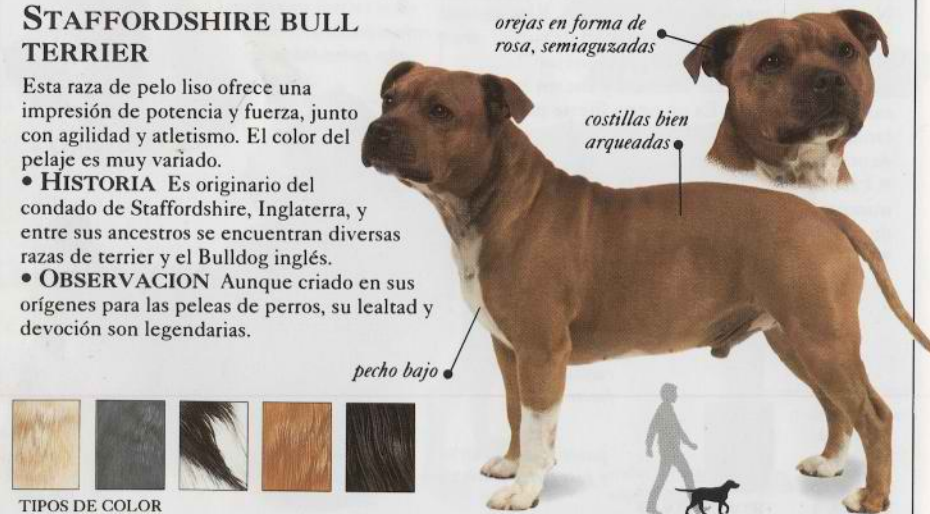 STAFFORDSHIRE BULL
TERRIER
Esta raza de pelo liso ofrece una
impresión de potencia y fuerza, junto
con agilidad y atletismo. El color del
pelaje es muy variado.
• HISTORIA Es originario del
condado de Staffordshire, Inglaterra, y
entre sus ancestros se encuentran diversas
razas de terrier y el Bulldog inglés.
• OBSERVACION Aunque criado en sus
orígenes para las peleas de perros, su lealtad y
devoción son legendarias.
orejas en forma de
rosa, semiaguzadas
costillas bien
arqueadas
pecho bajo
TIPOS DE COLOR